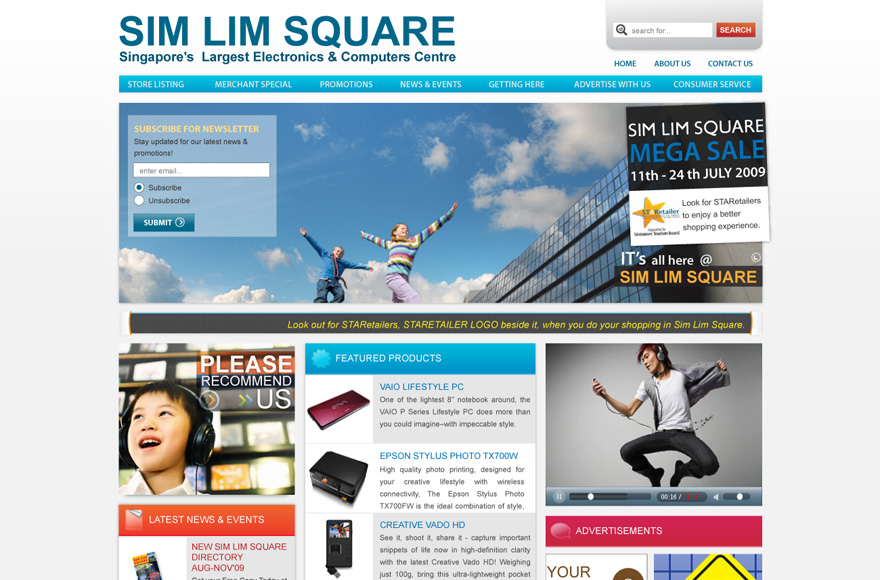 SIM LIM SQUARE
Singapore's Largest Electronics & Computers Centre
search for...
SEARCH
HOME ABOUT US CONTACT US
STORE LISTING MERCHANT SPECIAL PROMOTIONS NEWS & EVENTS GETTING HERE ADVERTISE WITH US CONSUMER SERVICE
SUBSCRIBE FOR NEWSLETTER
Stay updated for our latest news &
promotions!
enter email...
Subscribe
Unsubscribe
SUBMIT
SIM LIM SQUARE
MEGA SALE
11th - 24 th JULY 2009
STARetailer
Supported by
Singapore Tourism Board
Look for STARetailers
to enjoy a better
shopping experience.
IT's all here @
SIM LIM SQUARE
Look out for STARetailers, STARETAILER LOGO beside it, when you do your shopping in Sim Lim Square.
PLEASE
RECOMMEND
US
LATEST NEWS & EVENTS
NEW SIM LIM SQUARE
DIRECTORY
AUG-NOV'09
FEATURED PRODUCTS
VAIO LIFESTYLE PC
One of the lightest 8" notebook around, the
VAIO P Series Lifestyle PC does more than
you could imagine–with impeccable style.
EPSON STYLUS PHOTO TX700W
High quality photo printing, designed for
your creative lifestyle with wireless
connectivity, The Epson Stylus Photo
TX700FW is the ideal combination of style,
CREATIVE VADO HD
See it, shoot it, share it - capture important
snippets of life now in high-definition clarity
with the latest Creative Vado HD! Weighing
just 100g, bring this ultra-lightweight pocket
00:16 /
ADVERTISEMENTS
YOUR